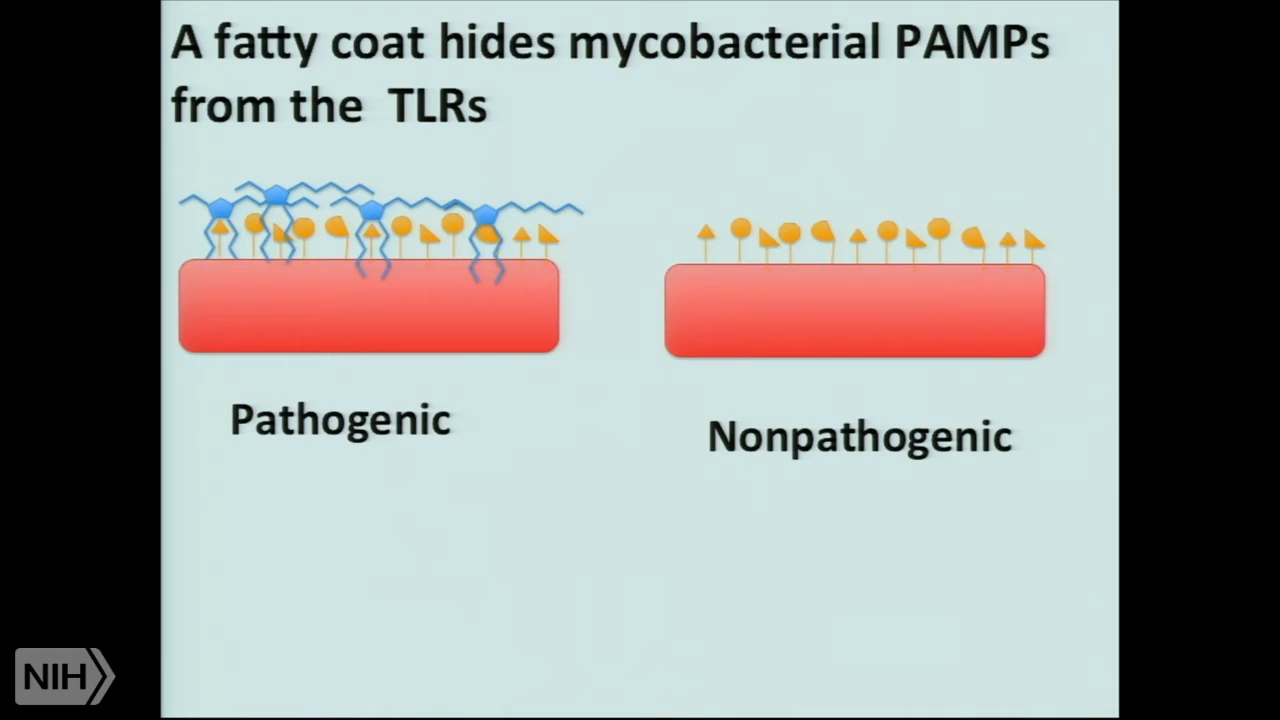 A fatty coat hides mycobacterial PAMPs
from the TLRs
Pathogenic
Nonpathogenic
NIH